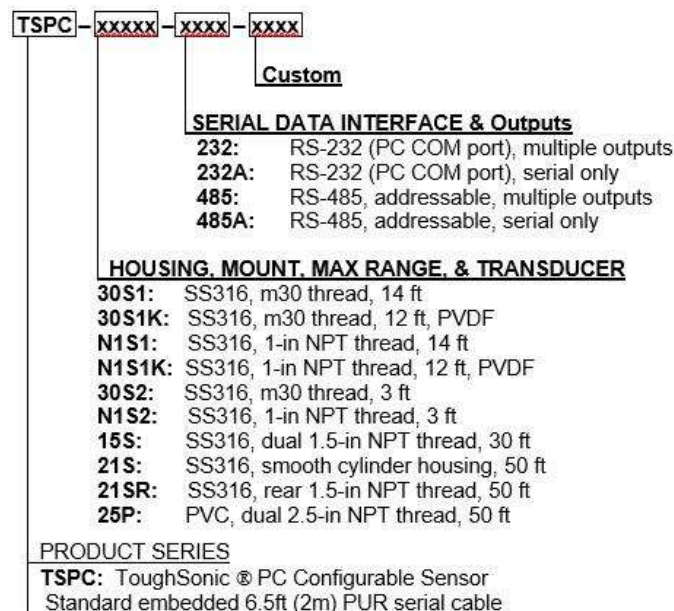 TSPC – xxxxx – xxxx – xxxx
Custom
SERIAL DATA INTERFACE & Outputs
232: RS-232 (PC COM port), multiple outputs
232A: RS-232 (PC COM port), serial only
485: RS-485, addressable, multiple outputs
485A: RS-485, addressable, serial only
HOUSING, MOUNT, MAX RANGE, & TRANSDUCER
30S1: SS316, m30 thread, 14 ft
30S1K: SS316, m30 thread, 12 ft, PVDF
N1S1: SS316, 1-in NPT thread, 14 ft
N1S1K: SS316, 1-in NPT thread, 12 ft, PVDF
30S2: SS316, m30 thread, 3 ft
N1S2: SS316, 1-in NPT thread, 3 ft
15S: SS316, dual 1.5-in NPT thread, 30 ft
21S: SS316, smooth cylinder housing, 50 ft
21SR: SS316, rear 1.5-in NPT thread, 50 ft
25P: PVC, dual 2.5-in NPT thread, 50 ft
PRODUCT SERIES
TSPC: ToughSonic ® PC Configurable Sensor
Standard embedded 6.5ft (2m) PUR serial cable